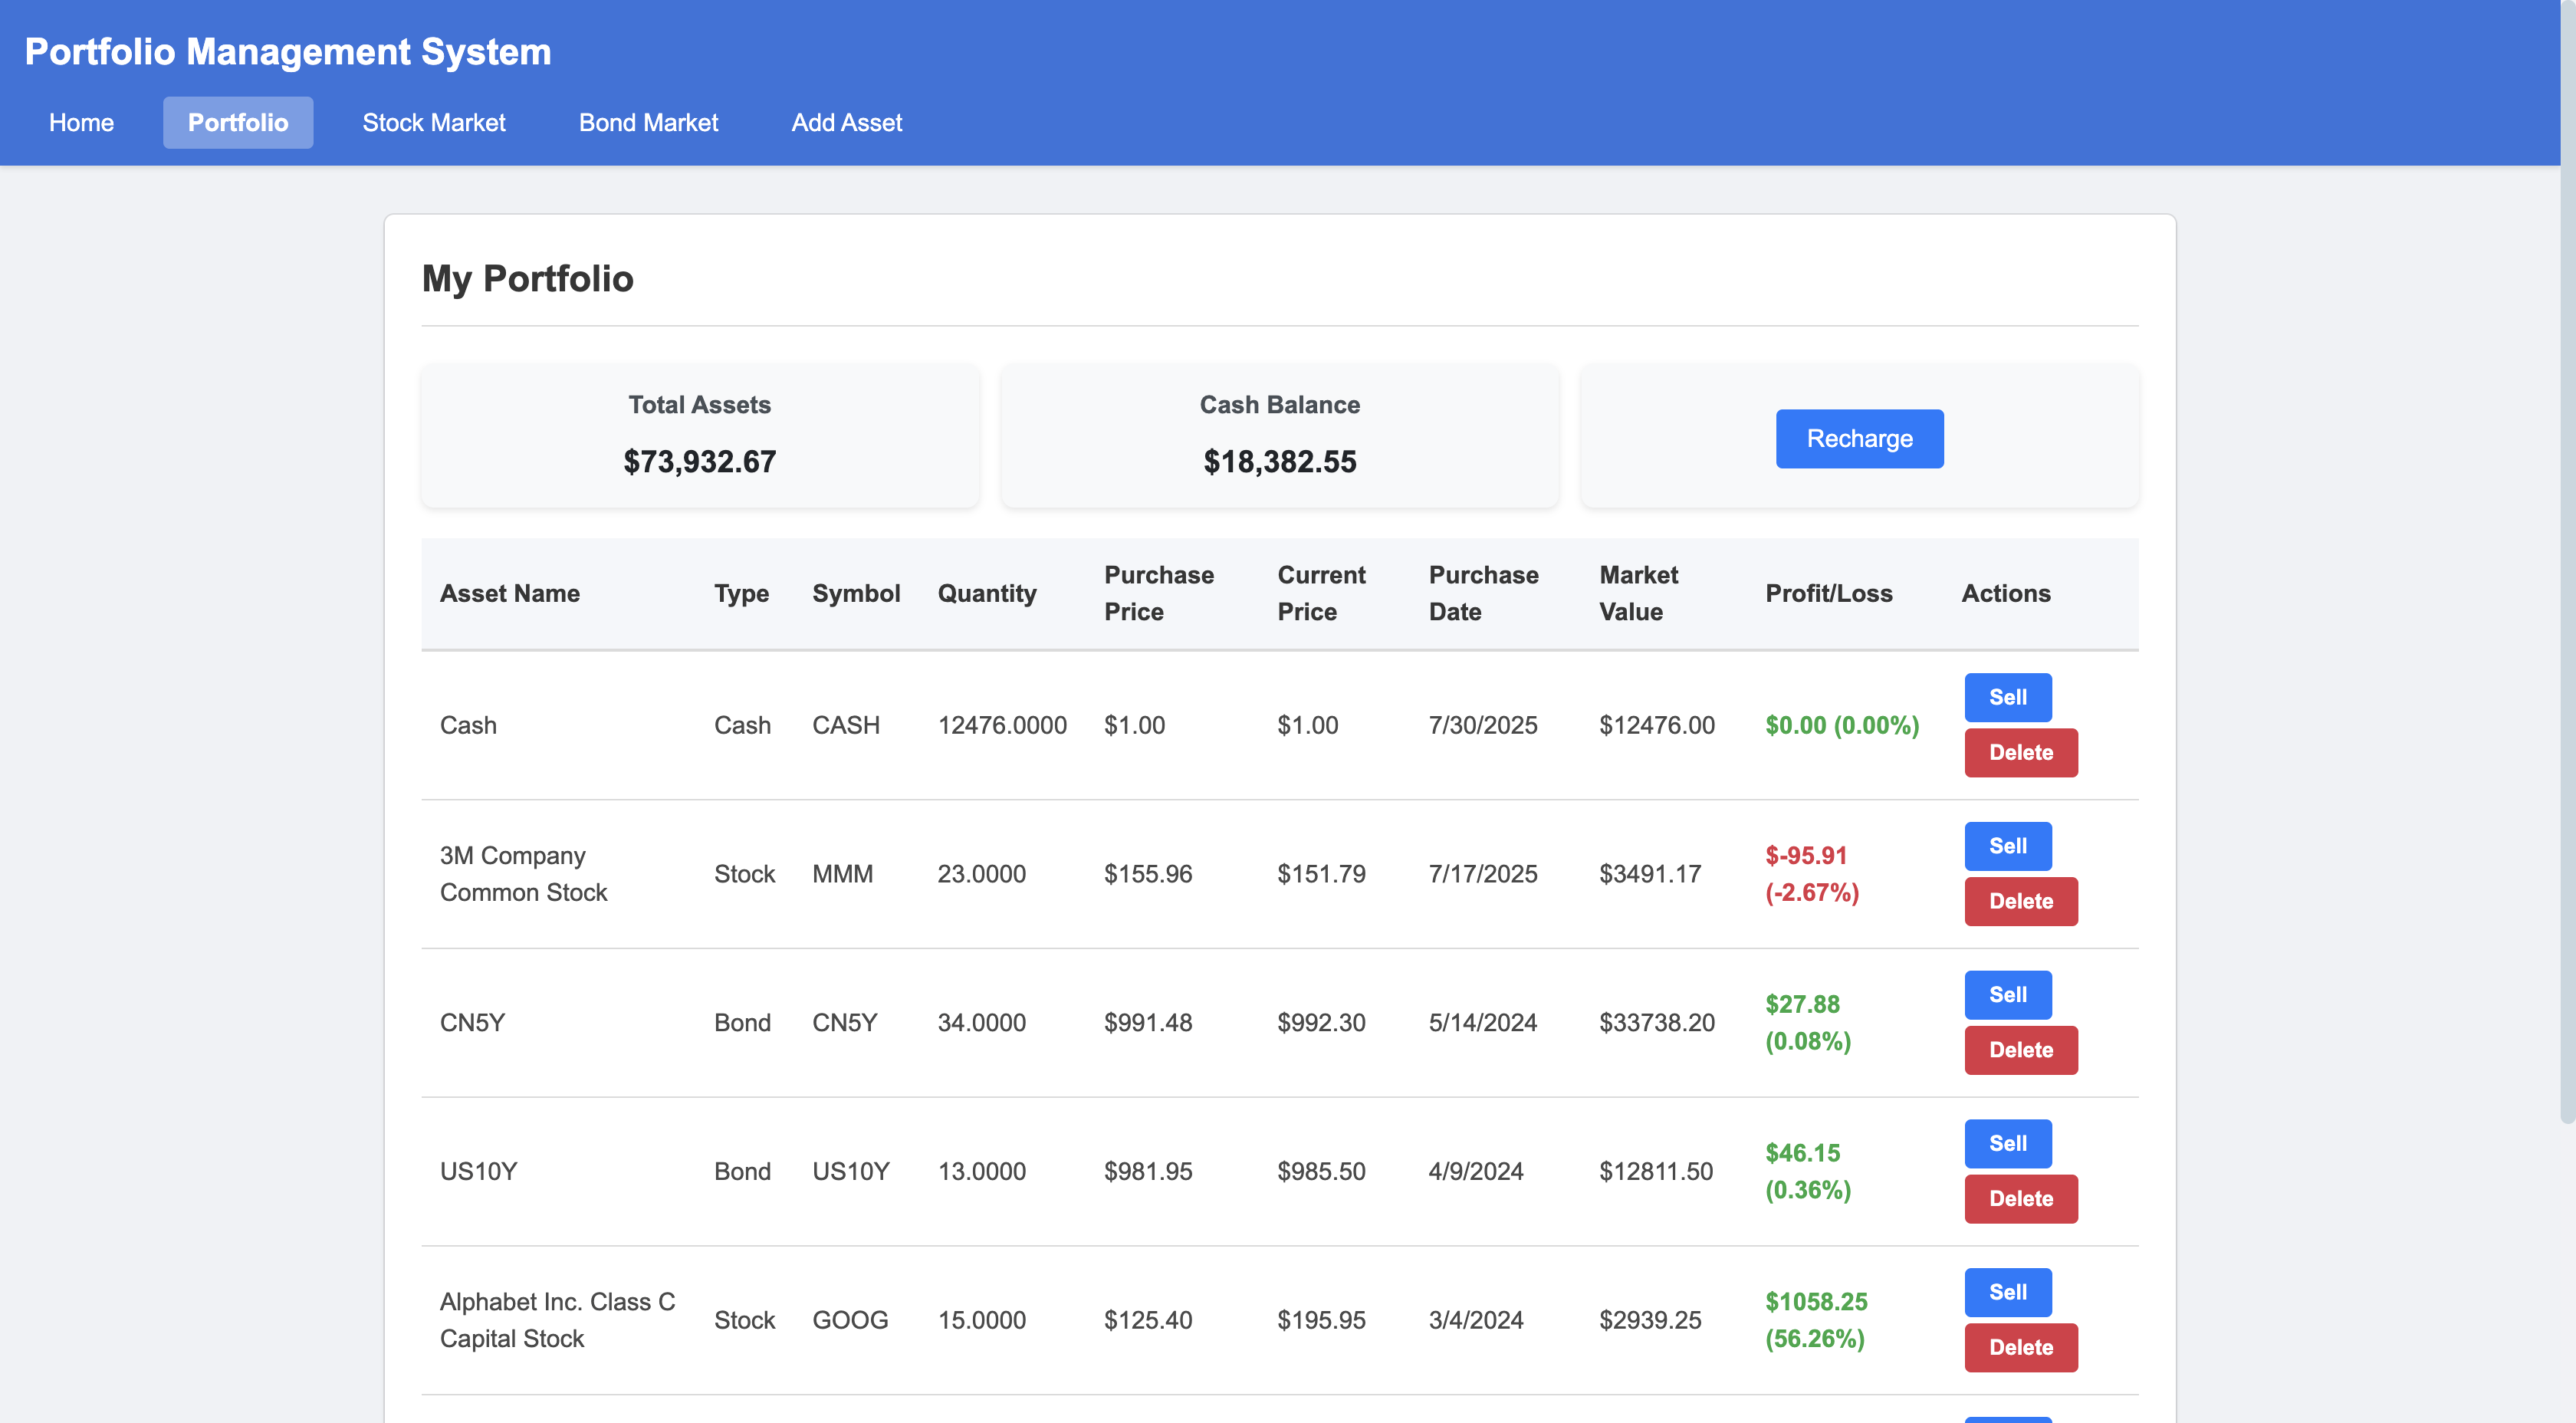 Portfolio Management System
Home Portfolio Stock Market Bond Market Add Asset
My Portfolio
Total Assets
$73,932.67
Cash Balance
$18,382.55
Recharge
Asset Name Type Symbol Quantity Purchase Price Current Price Purchase Date Market Value Profit/Loss Actions
Cash Cash CASH 12476.0000 $1.00 $1.00 7/30/2025 $12476.00 $0.00 (0.00%) Sell Delete
3M Company Common Stock Stock MMM 23.0000 $155.96 $151.79 7/17/2025 $3491.17 $-95.91 (-2.67%) Sell Delete
CN5Y Bond CN5Y 34.0000 $991.48 $992.30 5/14/2024 $33738.20 $27.88 (0.08%) Sell Delete
US10Y Bond US10Y 13.0000 $981.95 $985.50 4/9/2024 $12811.50 $46.15 (0.36%) Sell Delete
Alphabet Inc. Class C Capital Stock Stock GOOG 15.0000 $125.40 $195.95 3/4/2024 $2939.25 $1058.25 (56.26%) Sell Delete